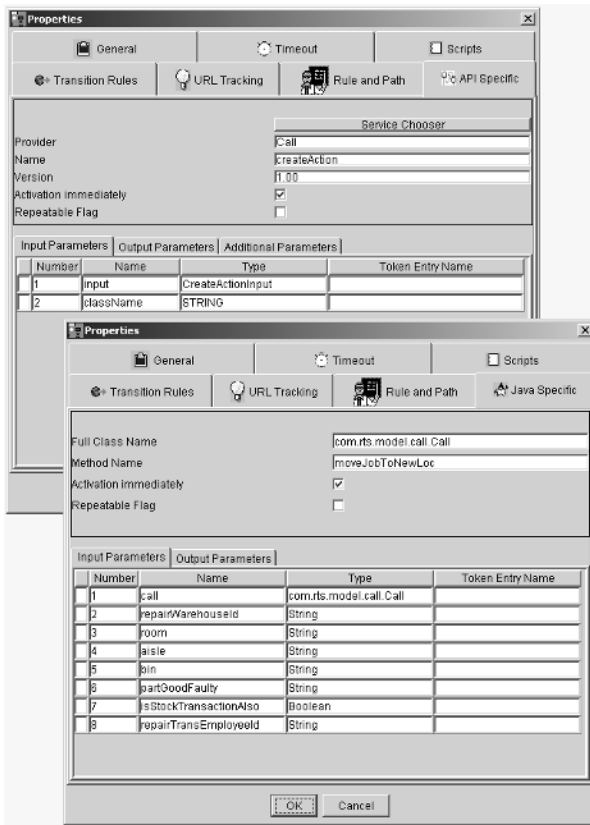 Properties
General Timeout Scripts
Transition Rules URL Tracking Rule and Path API Specific
Service Chooser
Provider Call
Name createAction
Version 1.00
Activation immediately
Repeatable Flag
Input Parameters Output Parameters Additional Parameters
Number Name Type Token Entry Name
1 input CreateActionInput
2 className STRING
Properties
General Timeout Scripts
Transition Rules URL Tracking Rule and Path Java Specific
Full Class Name com.rts.model.call.Call
Method Name moveJobToNewLoc
Activation immediately
Repeatable Flag
Input Parameters Output Parameters
Number Name Type Token Entry Name
1 call com.rts.model.call.Call
2 repairWarehouseId String
3 room String
4 aisle String
5 bin String
6 partGoodFaulty String
7 isStockTransactionAlso Boolean
8 repairTransEmployeeId String
OK Cancel